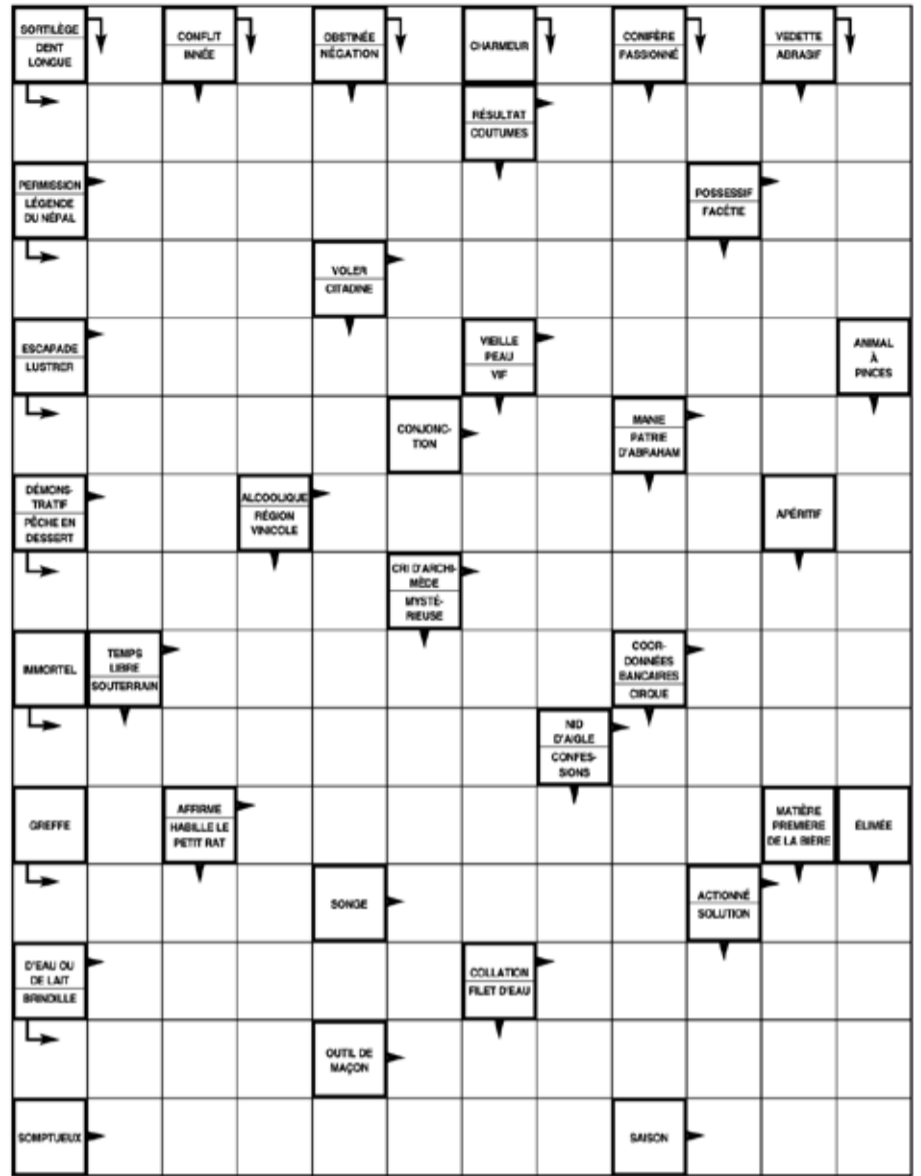 SORTILÈGE
DENT
LONGUE
CONFLIT
INNÉE
OBSTINÉE
NÉGATION
CHARMEUR
CONIFÈRE
PASSIONNÉ
VEDETTE
ABRASIF
RÉSULTAT
COUTUMES
PERMISSION
LÉGENDE
DU NÉPAL
POSSESSIF
FACÉTIE
VOLER
CITADINE
ESCAPADE
LUSTRER
VIEILLE
PEAU
VIF
ANIMAL
À
PINCES
CONJONC-
TION
MANIE
PATRIE
D'ABRAHAM
DÉMONS-
TRATIF
PÊCHE EN
DESSERT
ALCOOLIQUE
RÉGION
VINICOLE
APÉRITIF
CRI D'ARCHI-
MÈDE
MYSTÉ-
RIEUSE
IMMORTEL
TEMPS
LIBRE
SOUTERRAIN
COOR-
DONNÉES
BANCAIRES
CIRQUE
NID
D'AIGLE
CONFES-
SIONS
GREFFE
AFFIRME
HABILLE LE
PETIT RAT
MATIÈRE
PREMIÈRE
DE LA BIÈRE
ÉLIMÉE
SONGE
ACTIONNÉ
SOLUTION
D'EAU OU
DE LAIT
BRINDILLE
COLLATION
FILET D'EAU
OUTIL DE
MAÇON
SOMPTUEUX
SAISON